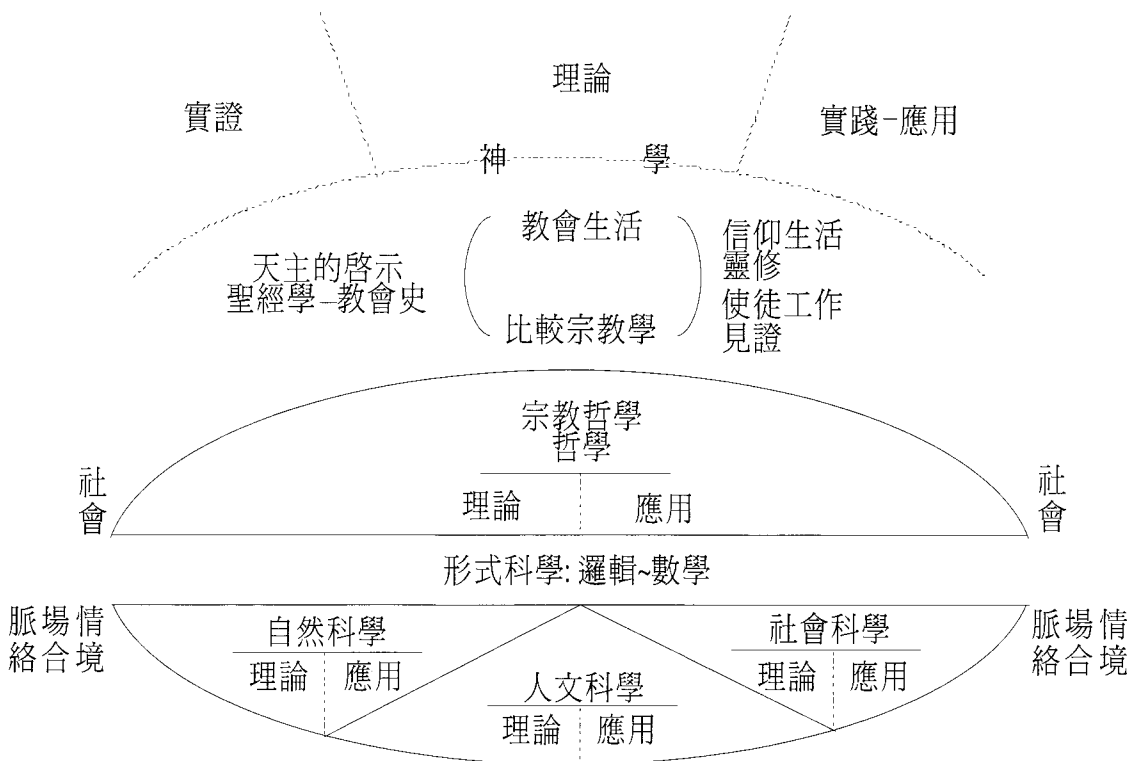 理論
實證
實踐-應用
神 學
教會生活
信仰生活
靈修
天主的啓示
聖經學-教會史
使徒工作
比較宗教學
見證
宗教哲學
哲學
社會
社會
理論 應用
形式科學: 邏輯~數學
脈場情
絡合境
脈場情
絡合境
自然科學
社會科學
理論 應用
理論 應用
人文科學
理論 應用